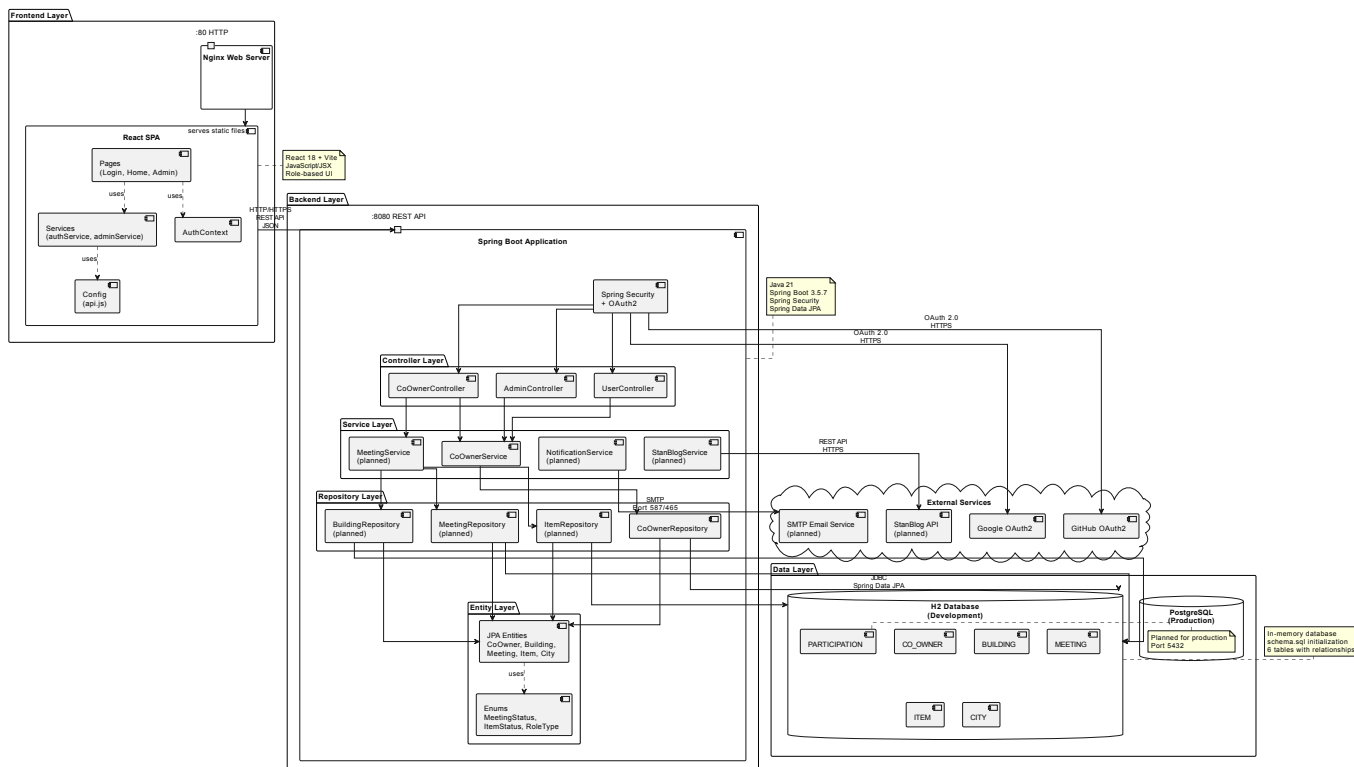 Frontend Layer
:80 HTTP
Nginx Web Server
serves static files
React SPA
Pages
(Login, Home, Admin)
uses
uses
Services
(authService, adminService)
AuthContext
uses
Config
(api.js)
React 18 + Vite
JavaScript/JSX
Role-based UI
HTTP/HTTPS
REST API
JSON
Backend Layer
:8080 REST API
Spring Boot Application
Spring Security
+ OAuth2
Java 21
Spring Boot 3.5.7
Spring Security
Spring Data JPA
OAuth 2.0
HTTPS
OAuth 2.0
HTTPS
Controller Layer
CoOwnerController
AdminController
UserController
Service Layer
MeetingService
(planned)
CoOwnerService
NotificationService
(planned)
StanBlogService
(planned)
REST API
HTTPS
Repository Layer
SMTP
Port 587/465
BuildingRepository
(planned)
MeetingRepository
(planned)
ItemRepository
(planned)
CoOwnerRepository
External Services
SMTP Email Service
(planned)
StanBlog API
(planned)
Google OAuth2
GitHub OAuth2
Data Layer
JDBC
Spring Data JPA
Entity Layer
JPA Entities
CoOwner, Building,
Meeting, Item, City
uses
Enums
MeetingStatus,
ItemStatus, RoleType
H2 Database
(Development)
PARTICIPATION
CO_OWNER
BUILDING
MEETING
ITEM
CITY
PostgreSQL
(Production)
Planned for production
Port 5432
In-memory database
schema.sql initialization
6 tables with relationships